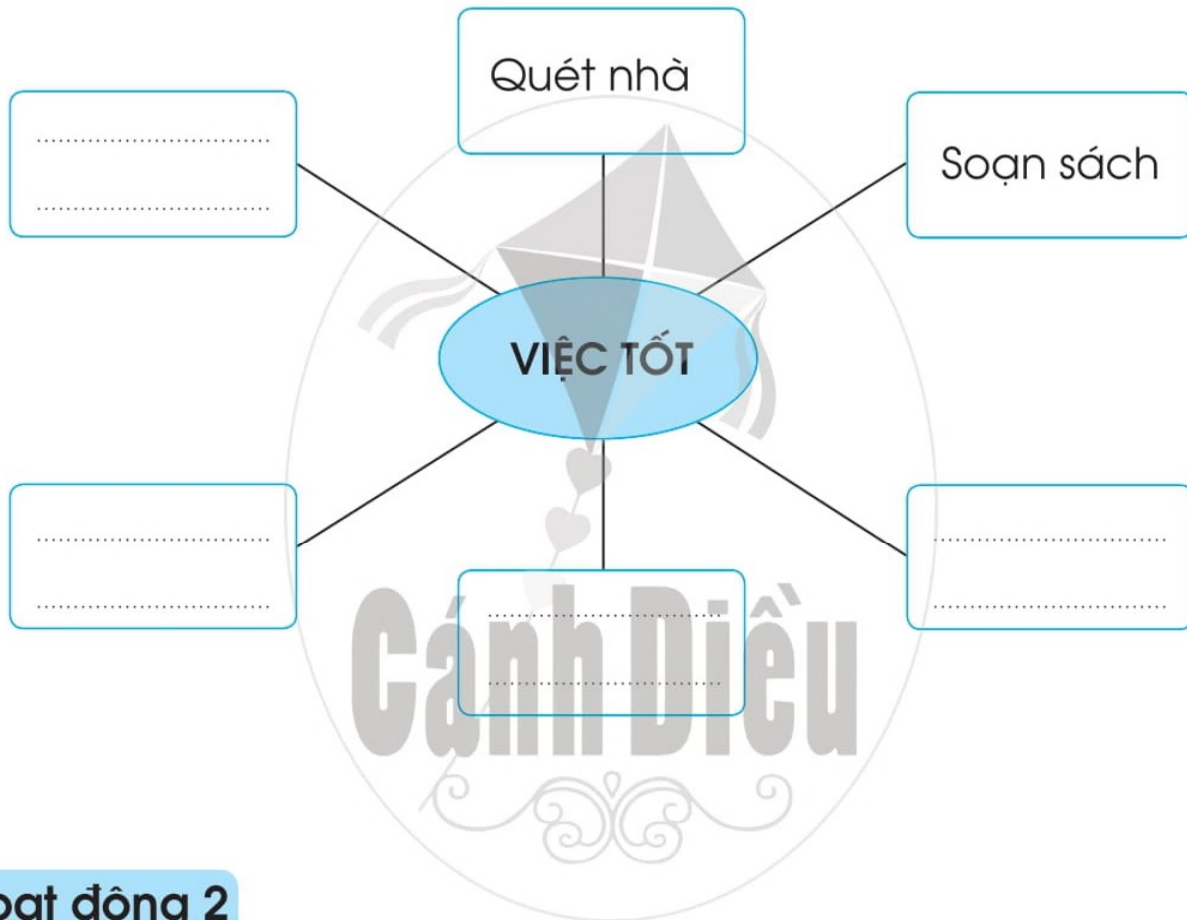 Quét nhà
Soạn sách
VIỆC TỐT
Cánh Diều
oạt động 2